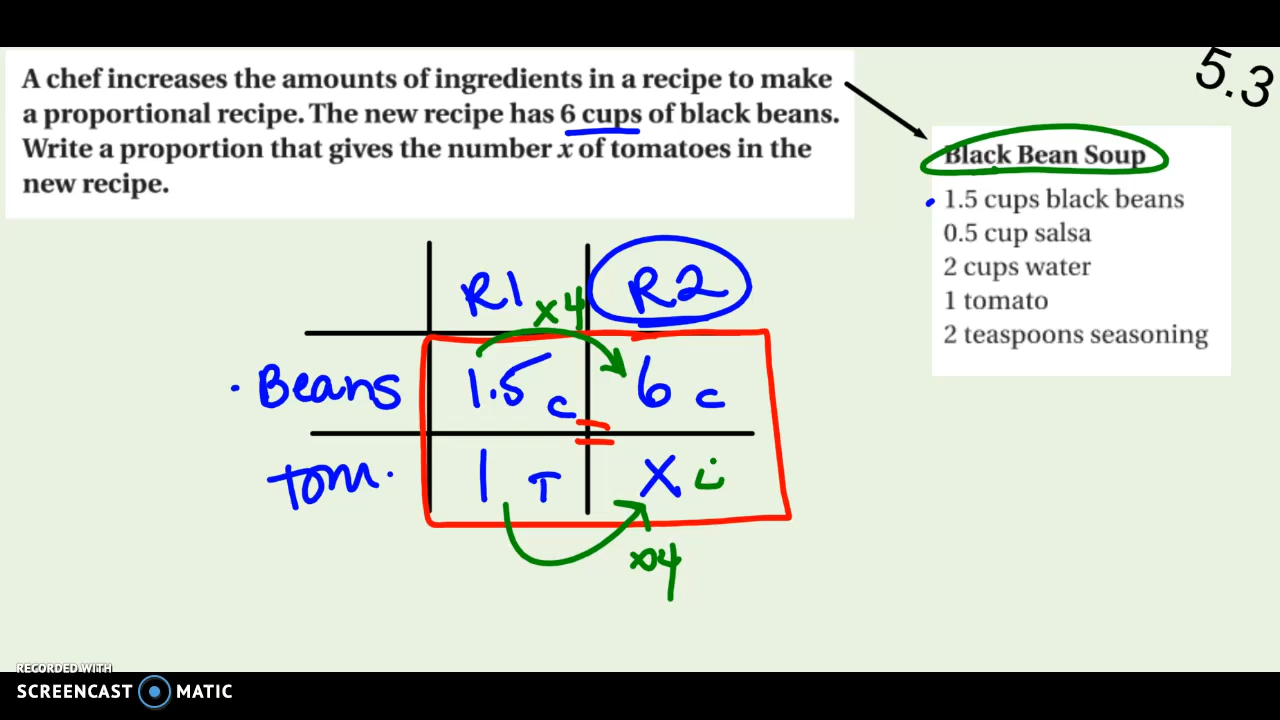 A chef increases the amounts of ingredients in a recipe to make
a proportional recipe. The new recipe has 6 cups of black beans.
Write a proportion that gives the number x of tomatoes in the
new recipe.
5.3
Black Bean Soup
1.5 cups black beans
0.5 cup salsa
2 cups water
1 tomato
2 teaspoons seasoning
R1 R2
x4
Beans 1.5 c = 6 c
Tom. 1 T X
x4
RECORDED WITH
SCREENCAST MATIC